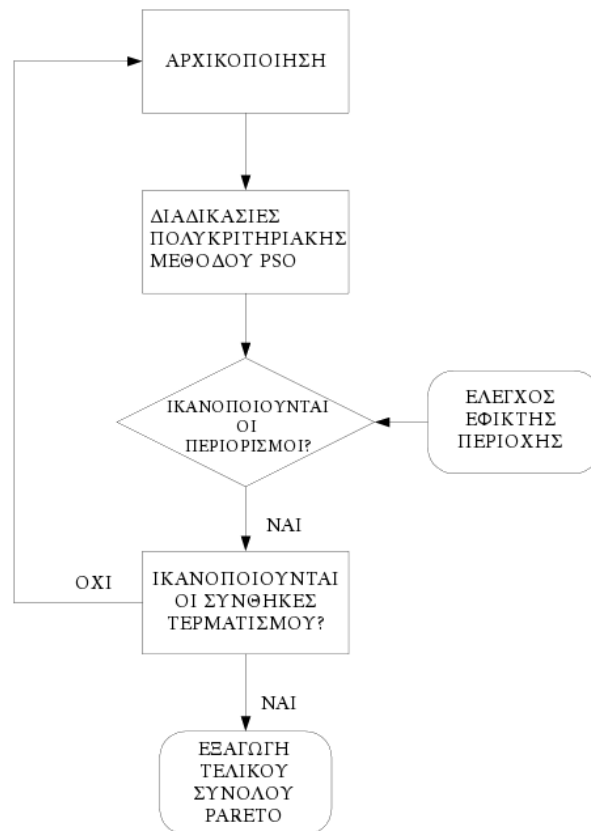 ΑΡΧΙΚΟΠΟΙΗΣΗ
ΔΙΑΔΙΚΑΣΙΕΣ
ΠΟΛΥΚΡΙΤΗΡΙΑΚΗΣ
ΜΕΘΟΔΟΥ PSO
ΙΚΑΝΟΠΟΙΟΥΝΤΑΙ
ΟΙ
ΠΕΡΙΟΡΙΣΜΟΙ?
ΕΛΕΓΧΟΣ
ΕΦΙΚΤΗΣ
ΠΕΡΙΟΧΗΣ
ΝΑΙ
ΟΧΙ
ΙΚΑΝΟΠΟΙΟΥΝΤΑΙ
ΟΙ ΣΥΝΘΗΚΕΣ
ΤΕΡΜΑΤΙΣΜΟΥ?
ΝΑΙ
ΕΞΑΓΩΓΗ
ΤΕΛΙΚΟΥ
ΣΥΝΟΛΟΥ
PARETO